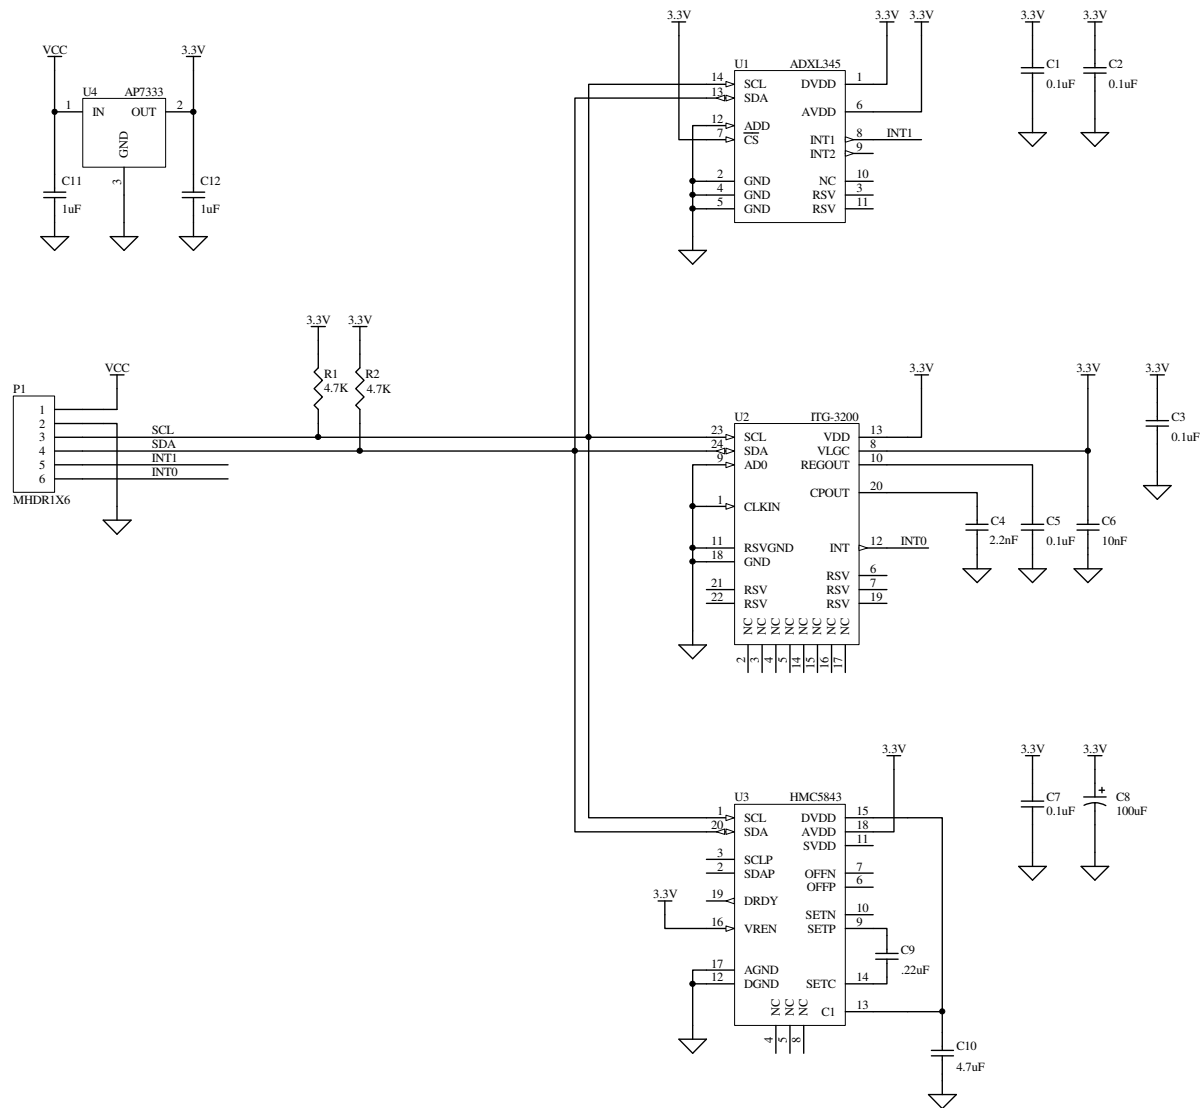 VCC
3.3V
U4 AP7333
1 IN OUT 2
GND
3
C11
1uF
C12
1uF
3.3V
3.3V
3.3V
U1 ADXL345
14 SCL DVDD 1
13 SDA
12 ADD AVDD 6
7 CS INT1 8 INT1
INT2 9
2 GND NC 10
4 GND RSV 3
5 GND RSV 11
3.3V
C1
0.1uF
3.3V
C2
0.1uF
3.3V
3.3V
R1
4.7K
R2
4.7K
VCC
P1
1
2
3 SCL
4 SDA
5 INT1
6 INT0
MHDR1X6
3.3V
3.3V
3.3V
U2 ITG-3200
23 SCL VDD 13
24 SDA VLGC 8
9 AD0 REGOUT 10
CPOUT 20
1 CLKIN
11 RSVGND INT 12 INT0
18 GND
RSV 6
21 RSV RSV 7
22 RSV RSV 19
NC NC NC NC NC NC NC NC
2 3 4 5 14 15 16 17
C3
0.1uF
C4
2.2nF
C5
0.1uF
C6
10nF
3.3V
3.3V
3.3V
U3 HMC5843
1 SCL DVDD 15
20 SDA AVDD 18
SVDD 11
3 SCLP
2 SDAP OFFN 7
OFFP 6
3.3V
19 DRDY
SETN 10
16 VREN SETP 9
C9
.22uF
17 AGND
12 DGND SETC 14
C1 13
NC NC NC
4 5 8
C10
4.7uF
C7
0.1uF
+
C8
100uF